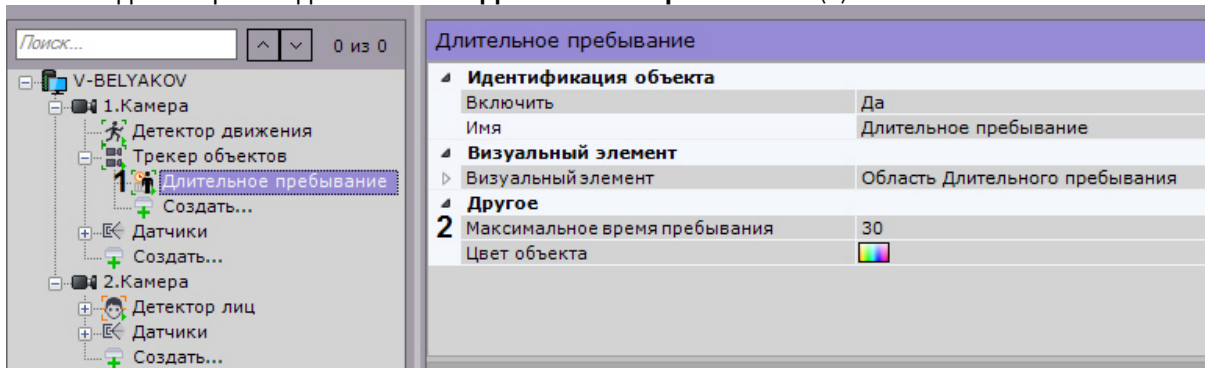 Поиск...
0 из 0
V-BELYAKOV
1.Камера
Детектор движения
Трекер объектов
1 Длительное пребывание
Создать...
Датчики
Создать...
2.Камера
Детектор лиц
Датчики
Создать...
Длительное пребывание
Идентификация объекта
Включить Да
Имя Длительное пребывание
Визуальный элемент
Визуальный элемент Область Длительного пребывания
Другое
2 Максимальное время пребывания 30
Цвет объекта